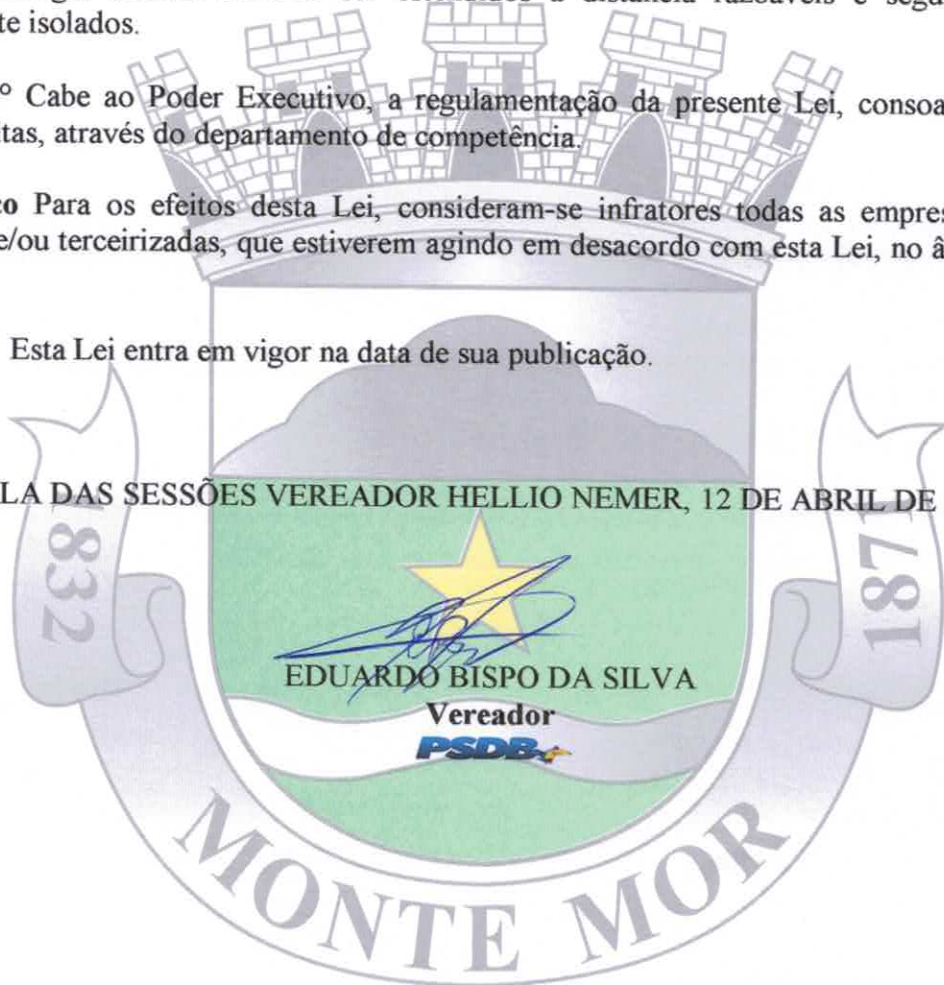 te isolados.
° Cabe ao Poder Executivo, a regulamentação da presente Lei, consoa
tas, através do departamento de competência.
o Para os efeitos desta Lei, consideram-se infratores todas as empres
e/ou terceirizadas, que estiverem agindo em desacordo com esta Lei, no â
Esta Lei entra em vigor na data de sua publicação.
LA DAS SESSÕES VEREADOR HELLIO NEMER, 12 DE ABRIL DE
1832
1871
EDUARDO BISPO DA SILVA
Vereador
PSDB
MONTE MOR